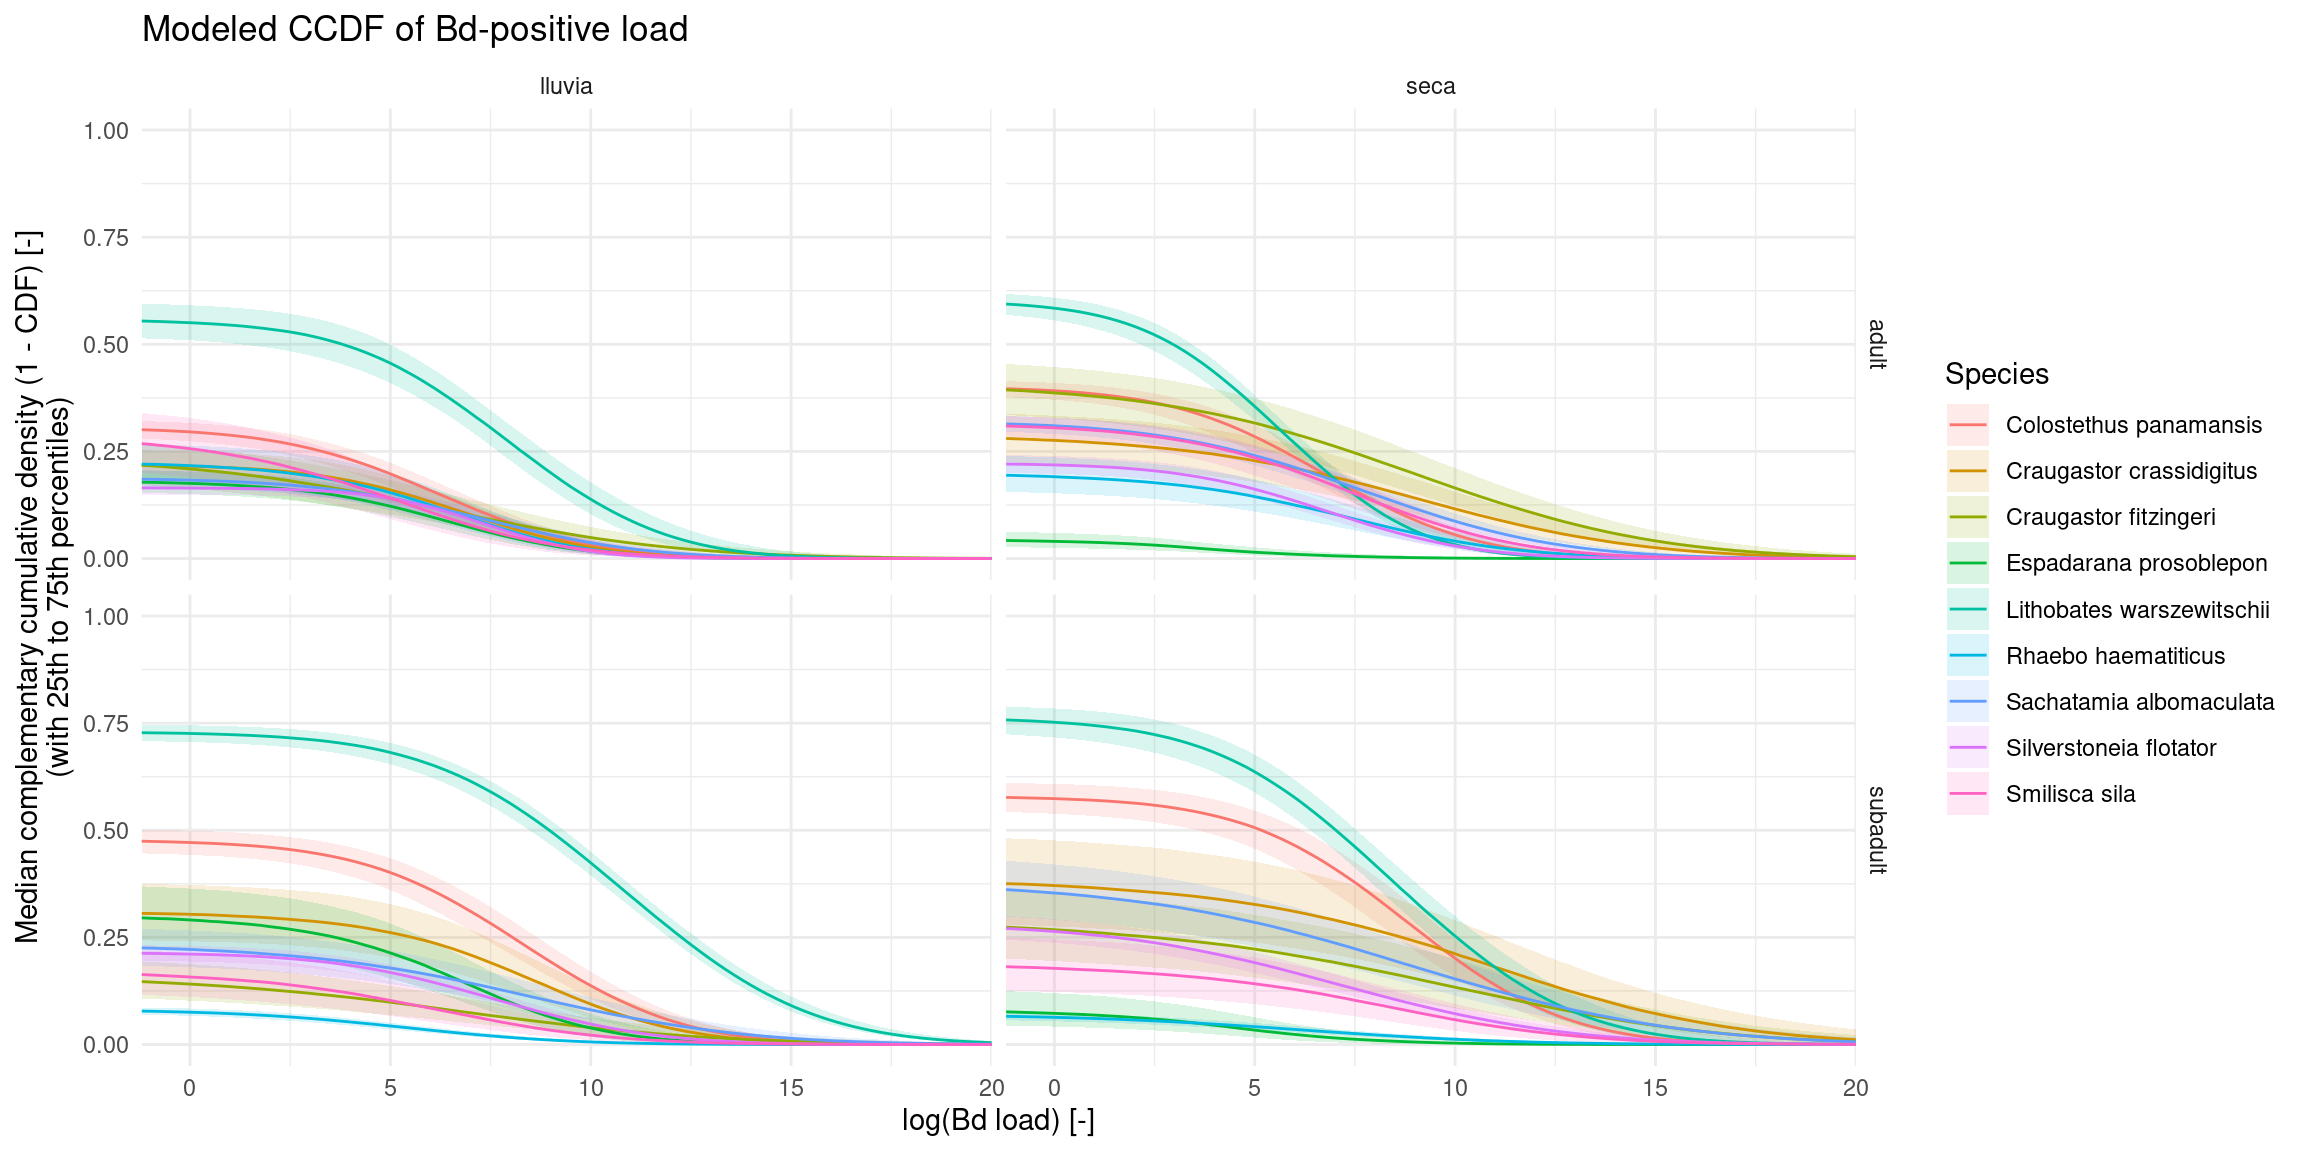 Modeled CCDF of Bd-positive load
lluvia
seca
Median complementary cumulative density (1 - CDF) [-]
(with 25th to 75th percentiles)
1.00
0.75
0.50
0.25
0.00
adult
1.00
0.75
0.50
0.25
0.00
subadult
0 5 10 15 20
0 5 10 15 20
log(Bd load) [-]
Species
Colostethus panamansis
Craugastor crassidigitus
Craugastor fitzingeri
Espadarana prosoblepon
Lithobates warszewitschii
Rhaebo haematiticus
Sachatamia albomaculata
Silverstoneia flotator
Smilisca sila